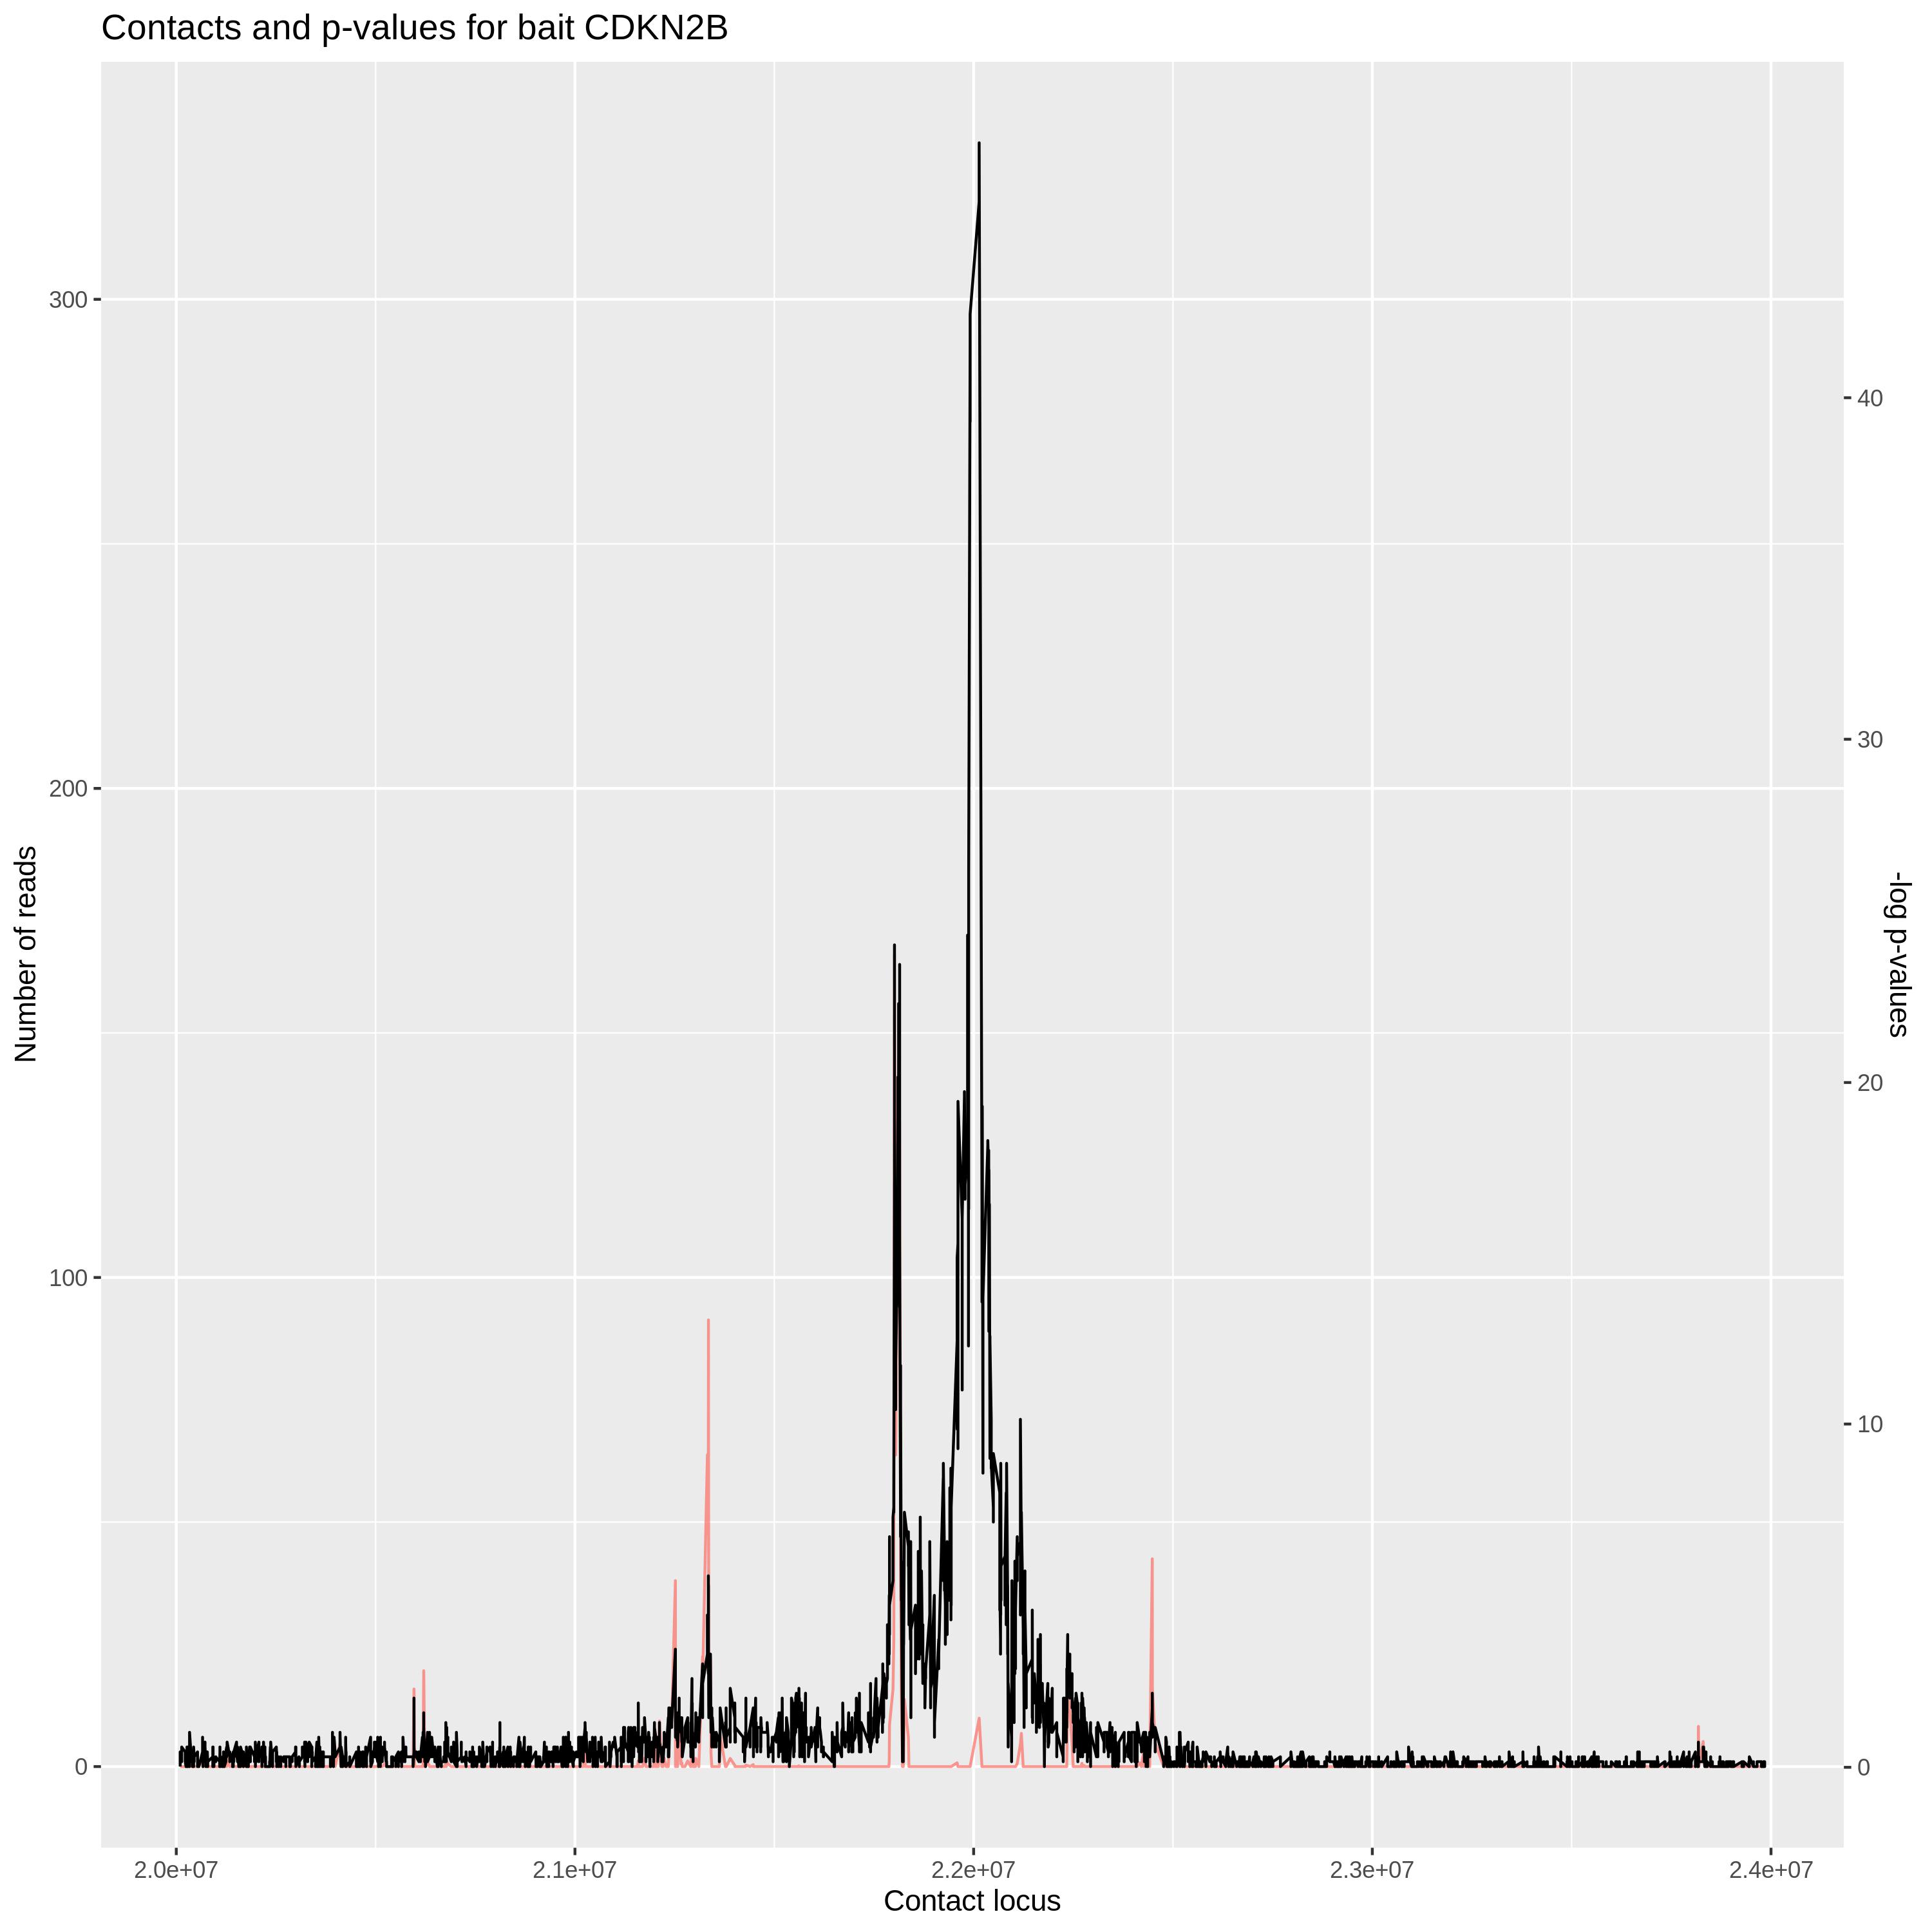 Contacts and p-values for bait CDKN2B
Number of reads
300
200
100
0
40
30
20
10
0
-log p-values
2.0e+07
2.1e+07
2.2e+07
2.3e+07
2.4e+07
Contact locus